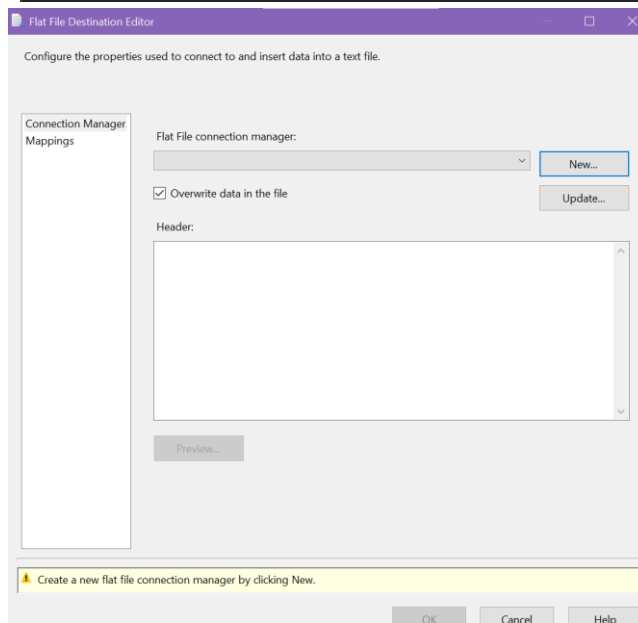 Flat File Destination Editor
Configure the properties used to connect to and insert data into a text file.
Connection Manager
Mappings
Flat File connection manager:
New...
Overwrite data in the file
Update...
Header:
Preview...
Create a new flat file connection manager by clicking New.
OK Cancel Help